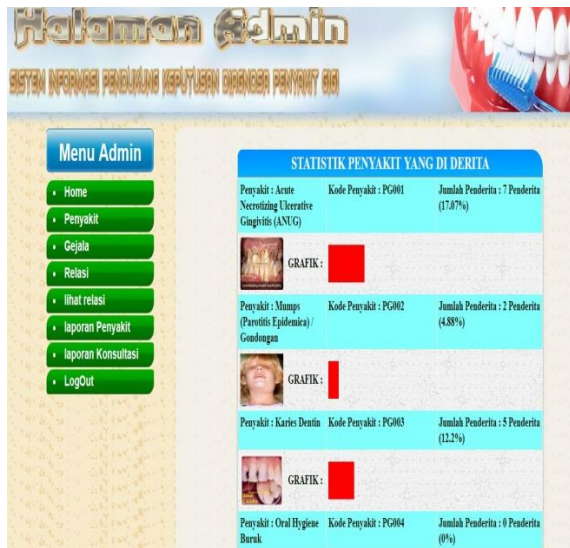 Halaman Admin
SISTEM INFORMASI PENDUKUNG KEPUTUSAN DIAGNOSA PENYAKIT GIGI
Menu Admin
Home
Penyakit
Gejala
Relasi
lihat relasi
laporan Penyakit
laporan Konsultasi
LogOut
STATISTIK PENYAKIT YANG DI DERITA
Penyakit : Acute
Necrotizing Ulcerative
Gingivitis (ANUG)
Kode Penyakit : PG001
Jumlah Penderita : 7 Penderita
(17.07%)
GRAFIK :
Penyakit : Mumps
(Parotitis Epidemica) /
Gondongan
Kode Penyakit : PG002
Jumlah Penderita : 2 Penderita
(4.88%)
GRAFIK :
Penyakit : Karies Dentin
Kode Penyakit : PG003
Jumlah Penderita : 5 Penderita
(12.2%)
GRAFIK :
Penyakit : Oral Hygiene
Buruk
Kode Penyakit : PG004
Jumlah Penderita : 0 Penderita
(0%)